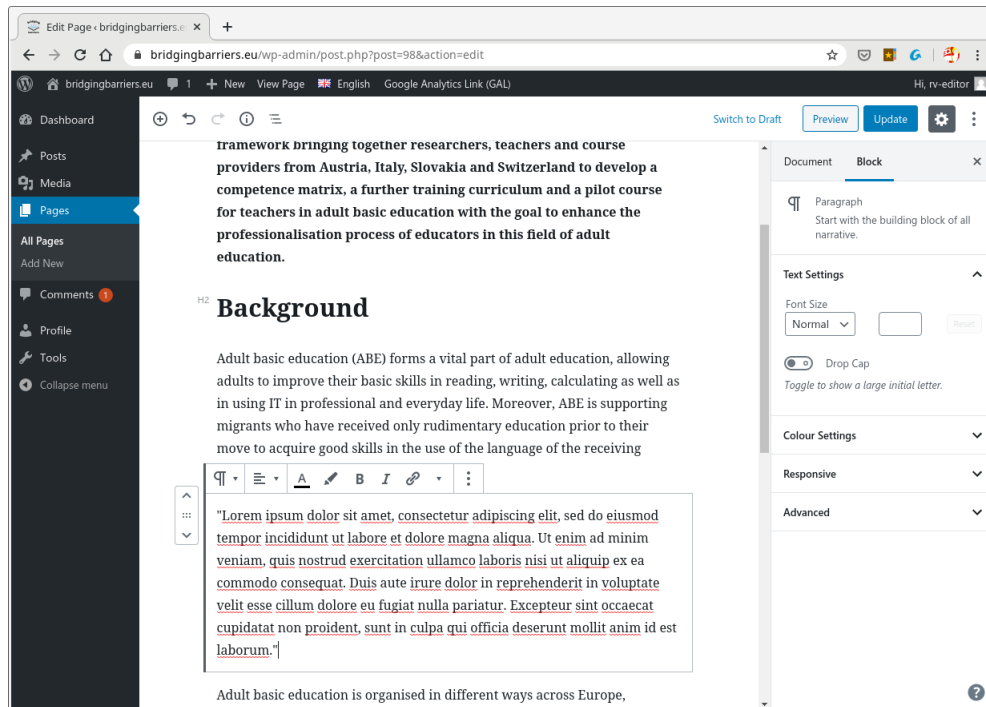 Edit Page ‹ bridgingbarriers.e
bridgingbarriers.eu/wp-admin/post.php?post=98&action=edit
bridgingbarriers.eu 1 New View Page English Google Analytics Link (GAL) Hi, rv-editor
Dashboard
Posts
Media
Pages
All Pages
Add New
Comments 1
Profile
Tools
Collapse menu
Switch to Draft Preview Update
framework bringing together researchers, teachers and course
providers from Austria, Italy, Slovakia and Switzerland to develop a
competence matrix, a further training curriculum and a pilot course
for teachers in adult basic education with the goal to enhance the
professionalisation process of educators in this field of adult
education.
H2 Background
Adult basic education (ABE) forms a vital part of adult education, allowing
adults to improve their basic skills in reading, writing, calculating as well as
in using IT in professional and everyday life. Moreover, ABE is supporting
migrants who have received only rudimentary education prior to their
move to acquire good skills in the use of the language of the receiving
A B I
"Lorem ipsum dolor sit amet, consectetur adipiscing elit, sed do eiusmod
tempor incididunt ut labore et dolore magna aliqua. Ut enim ad minim
veniam, quis nostrud exercitation ullamco laboris nisi ut aliquip ex ea
commodo consequat. Duis aute irure dolor in reprehenderit in voluptate
velit esse cillum dolore eu fugiat nulla pariatur. Excepteur sint occaecat
cupidatat non proident, sunt in culpa qui officia deserunt mollit anim id est
laborum."
Adult basic education is organised in different ways across Europe,
Document Block
Paragraph
Start with the building block of all
narrative.
Text Settings
Font Size
Normal Reset
Drop Cap
Toggle to show a large initial letter.
Colour Settings
Responsive
Advanced